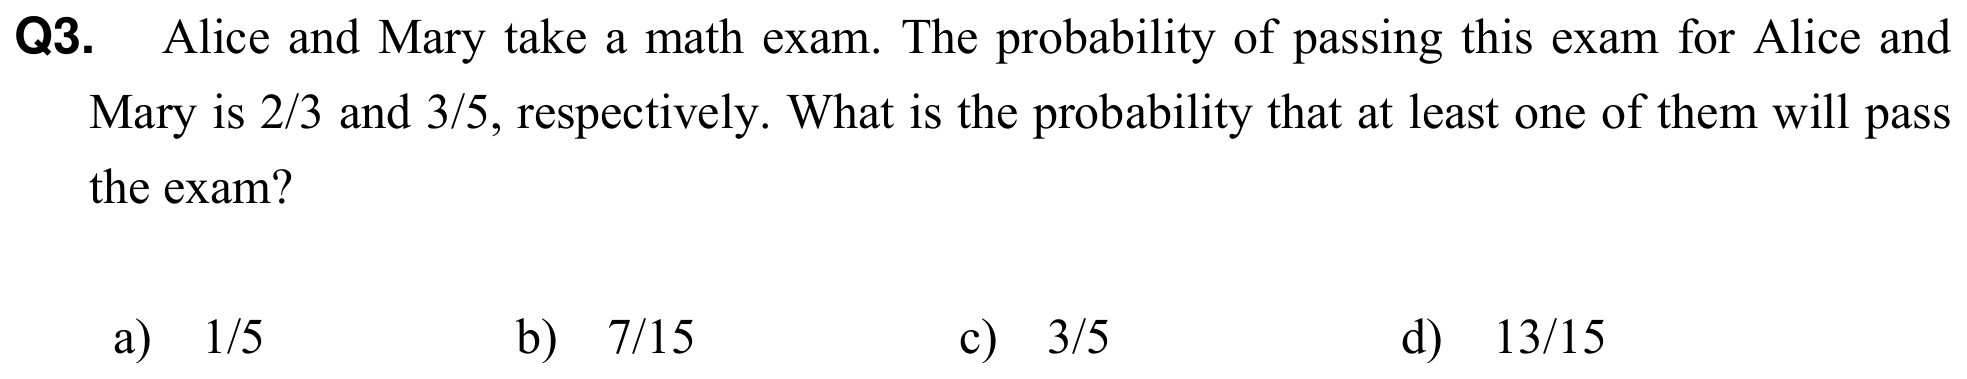 Q3. Alice and Mary take a math exam. The probability of passing this exam for Alice and
Mary is 2/3 and 3/5, respectively. What is the probability that at least one of them will pass
the exam?
a) 1/5 b) 7/15 c) 3/5 d) 13/15